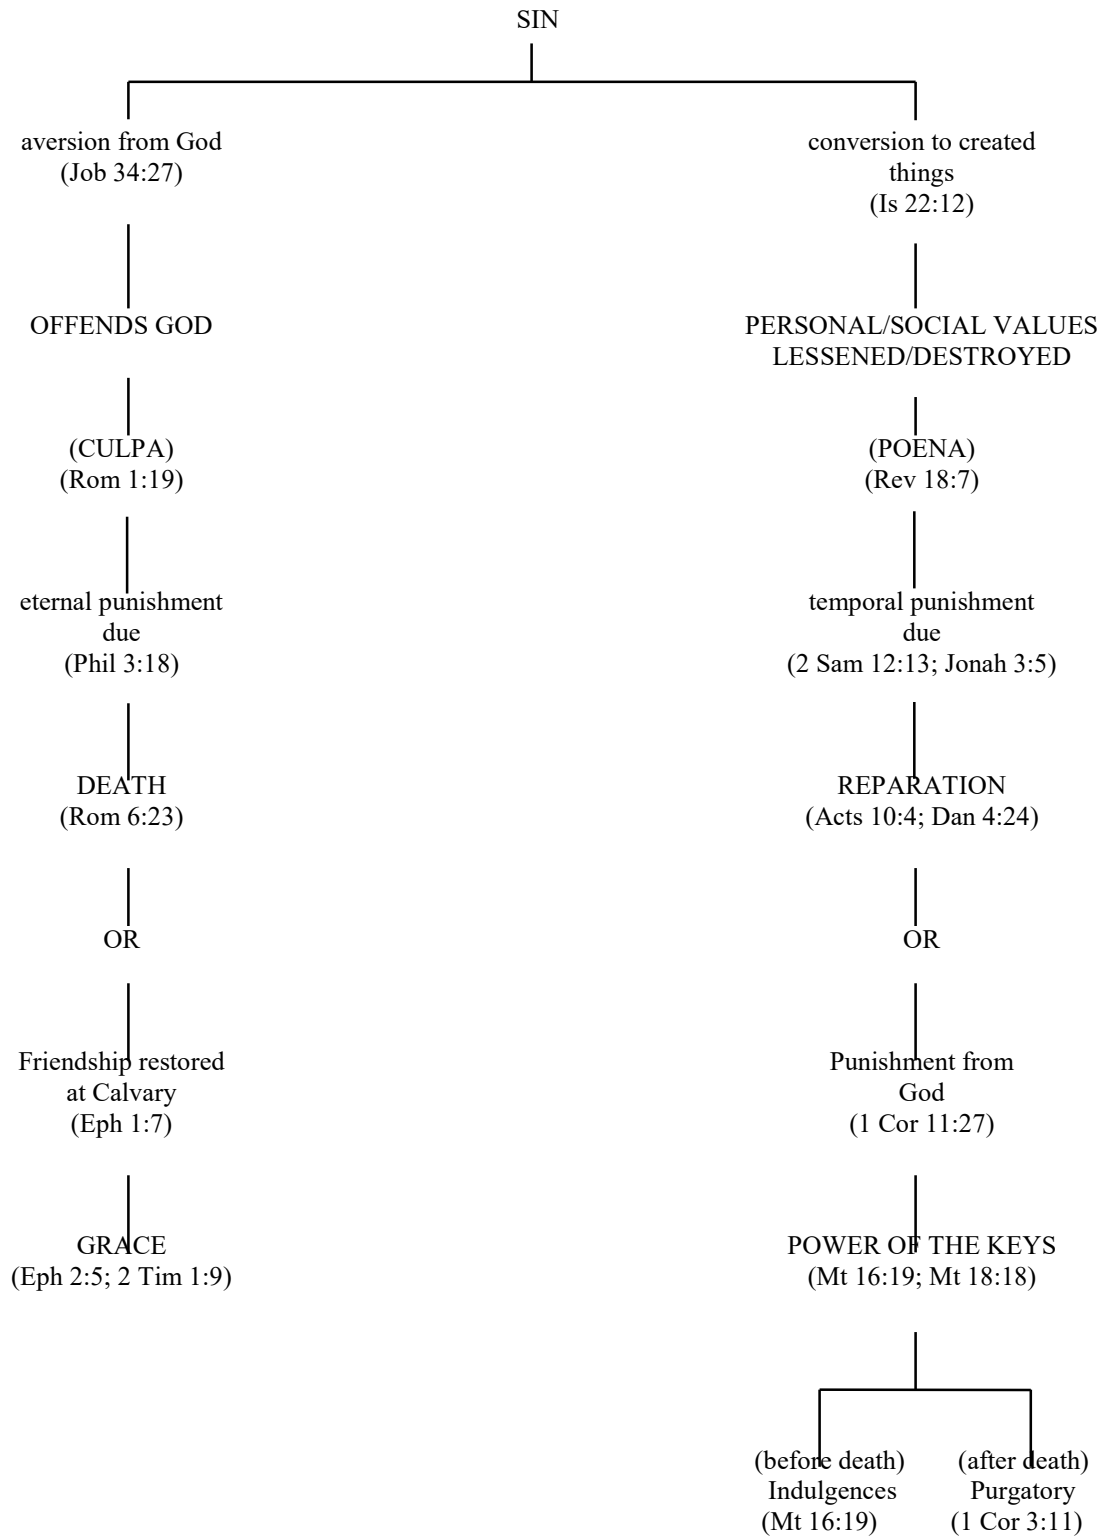 SIN
aversion from God
(Job 34:27)
conversion to created
things
(Is 22:12)
OFFENDS GOD
PERSONAL/SOCIAL VALUES
LESSENED/DESTROYED
(CULPA)
(Rom 1:19)
(POENA)
(Rev 18:7)
eternal punishment
due
(Phil 3:18)
temporal punishment
due
(2 Sam 12:13; Jonah 3:5)
DEATH
(Rom 6:23)
REPARATION
(Acts 10:4; Dan 4:24)
OR
OR
Friendship restored
at Calvary
(Eph 1:7)
Punishment from
God
(1 Cor 11:27)
GRACE
(Eph 2:5; 2 Tim 1:9)
POWER OF THE KEYS
(Mt 16:19; Mt 18:18)
(before death)
Indulgences
(Mt 16:19)
(after death)
Purgatory
(1 Cor 3:11)